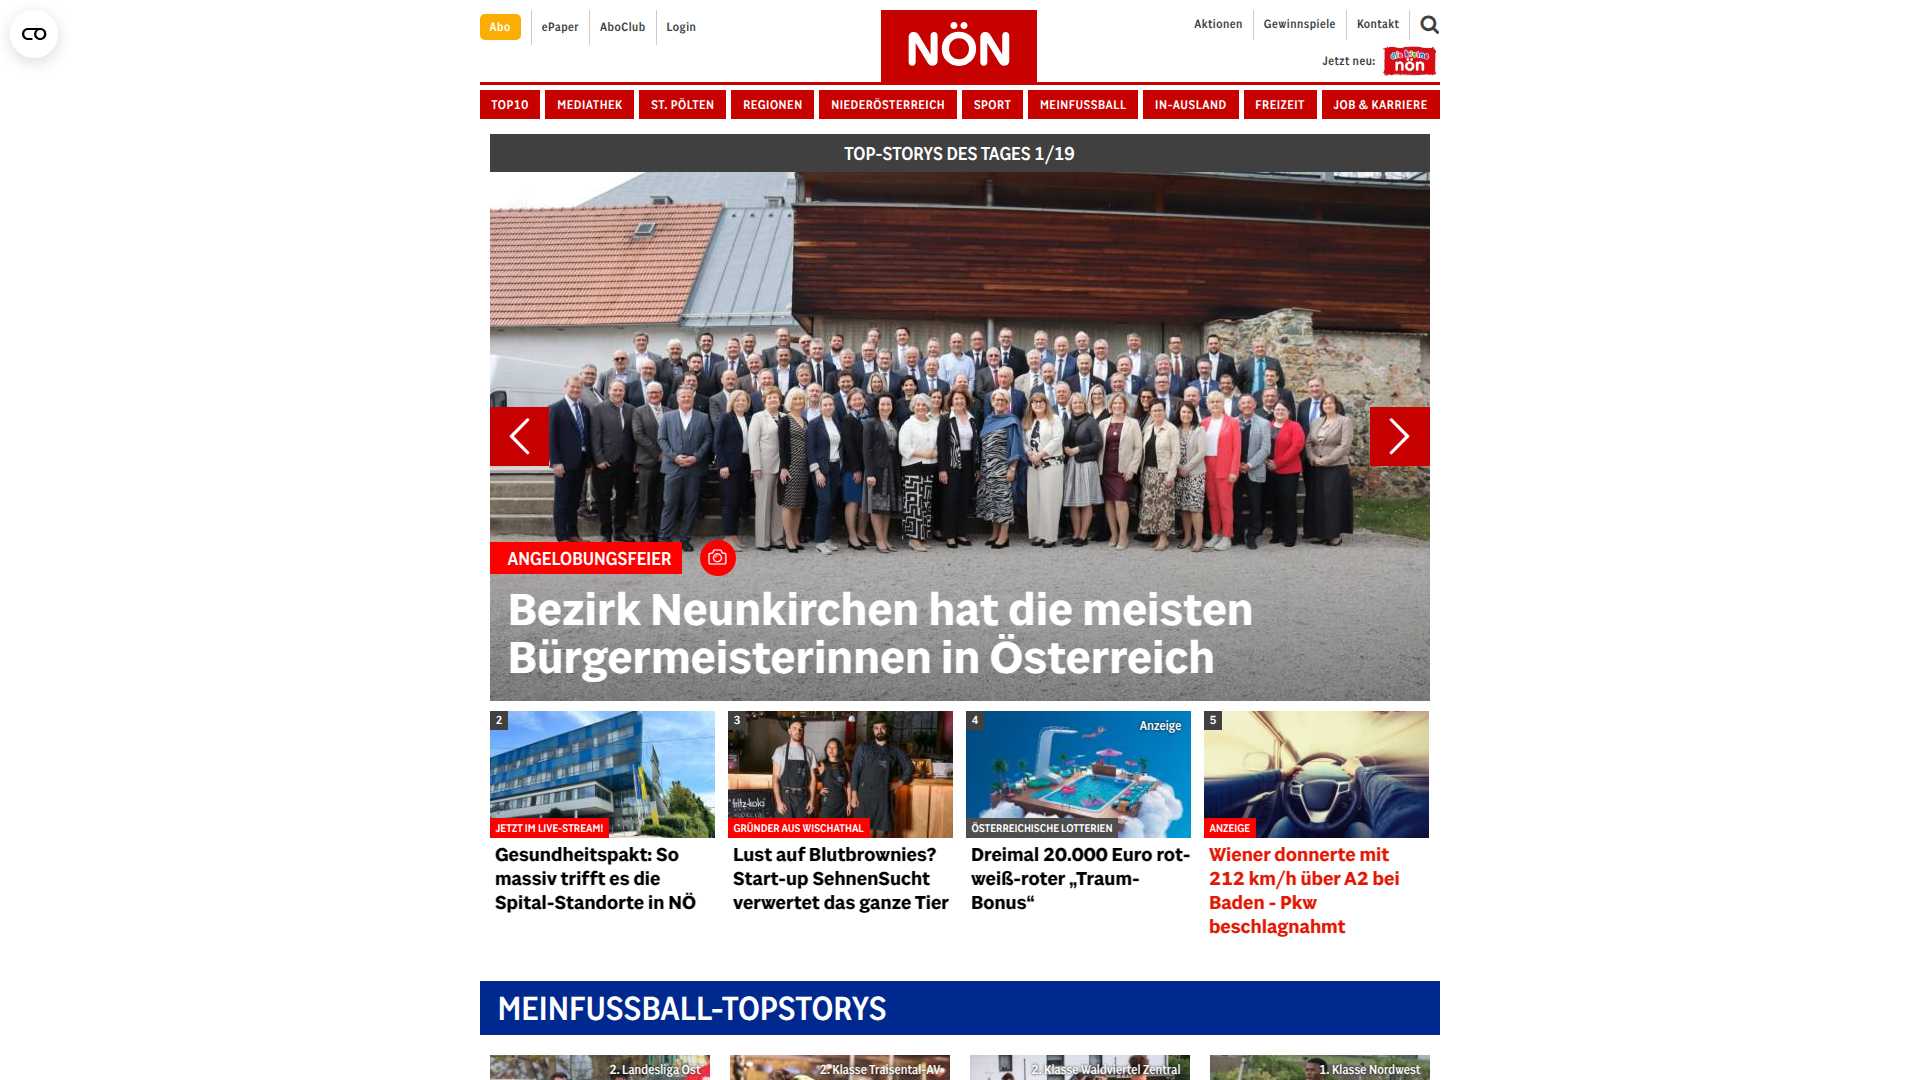 Abo
ePaper
AboClub
Login
NÖN
Aktionen
Gewinnspiele
Kontakt
Jetzt neu:
die kleine
nön
TOP10
MEDIATHEK
ST. PÖLTEN
REGIONEN
NIEDERÖSTERREICH
SPORT
MEINFUSSBALL
IN-AUSLAND
FREIZEIT
JOB & KARRIERE
TOP-STORYS DES TAGES 1/19
ANGELOBUNGSFEIER
Bezirk Neunkirchen hat die meisten
Bürgermeisterinnen in Österreich
2
JETZT IM LIVE-STREAM!
Gesundheitspakt: So
massiv trifft es die
Spital-Standorte in NÖ
3
fritz-kola
GRÜNDER AUS WISCHATHAL
Lust auf Blutbrownies?
Start-up SehnenSucht
verwertet das ganze Tier
4
Anzeige
ÖSTERREICHISCHE LOTTERIEN
Dreimal 20.000 Euro rot-
weiß-roter „Traum-
Bonus“
5
ANZEIGE
Wiener donnerte mit
212 km/h über A2 bei
Baden - Pkw
beschlagnahmt
MEINFUSSBALL-TOPSTORYS
2. Landesliga Ost
2. Klasse Traisental-AV
2. Klasse Waldviertel Zentral
1. Klasse Nordwest